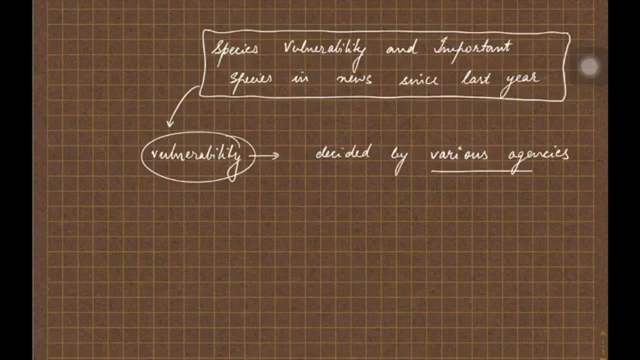 Species Vulnerability and Important
Species in news since last year
vulnerability → decided by various agencies